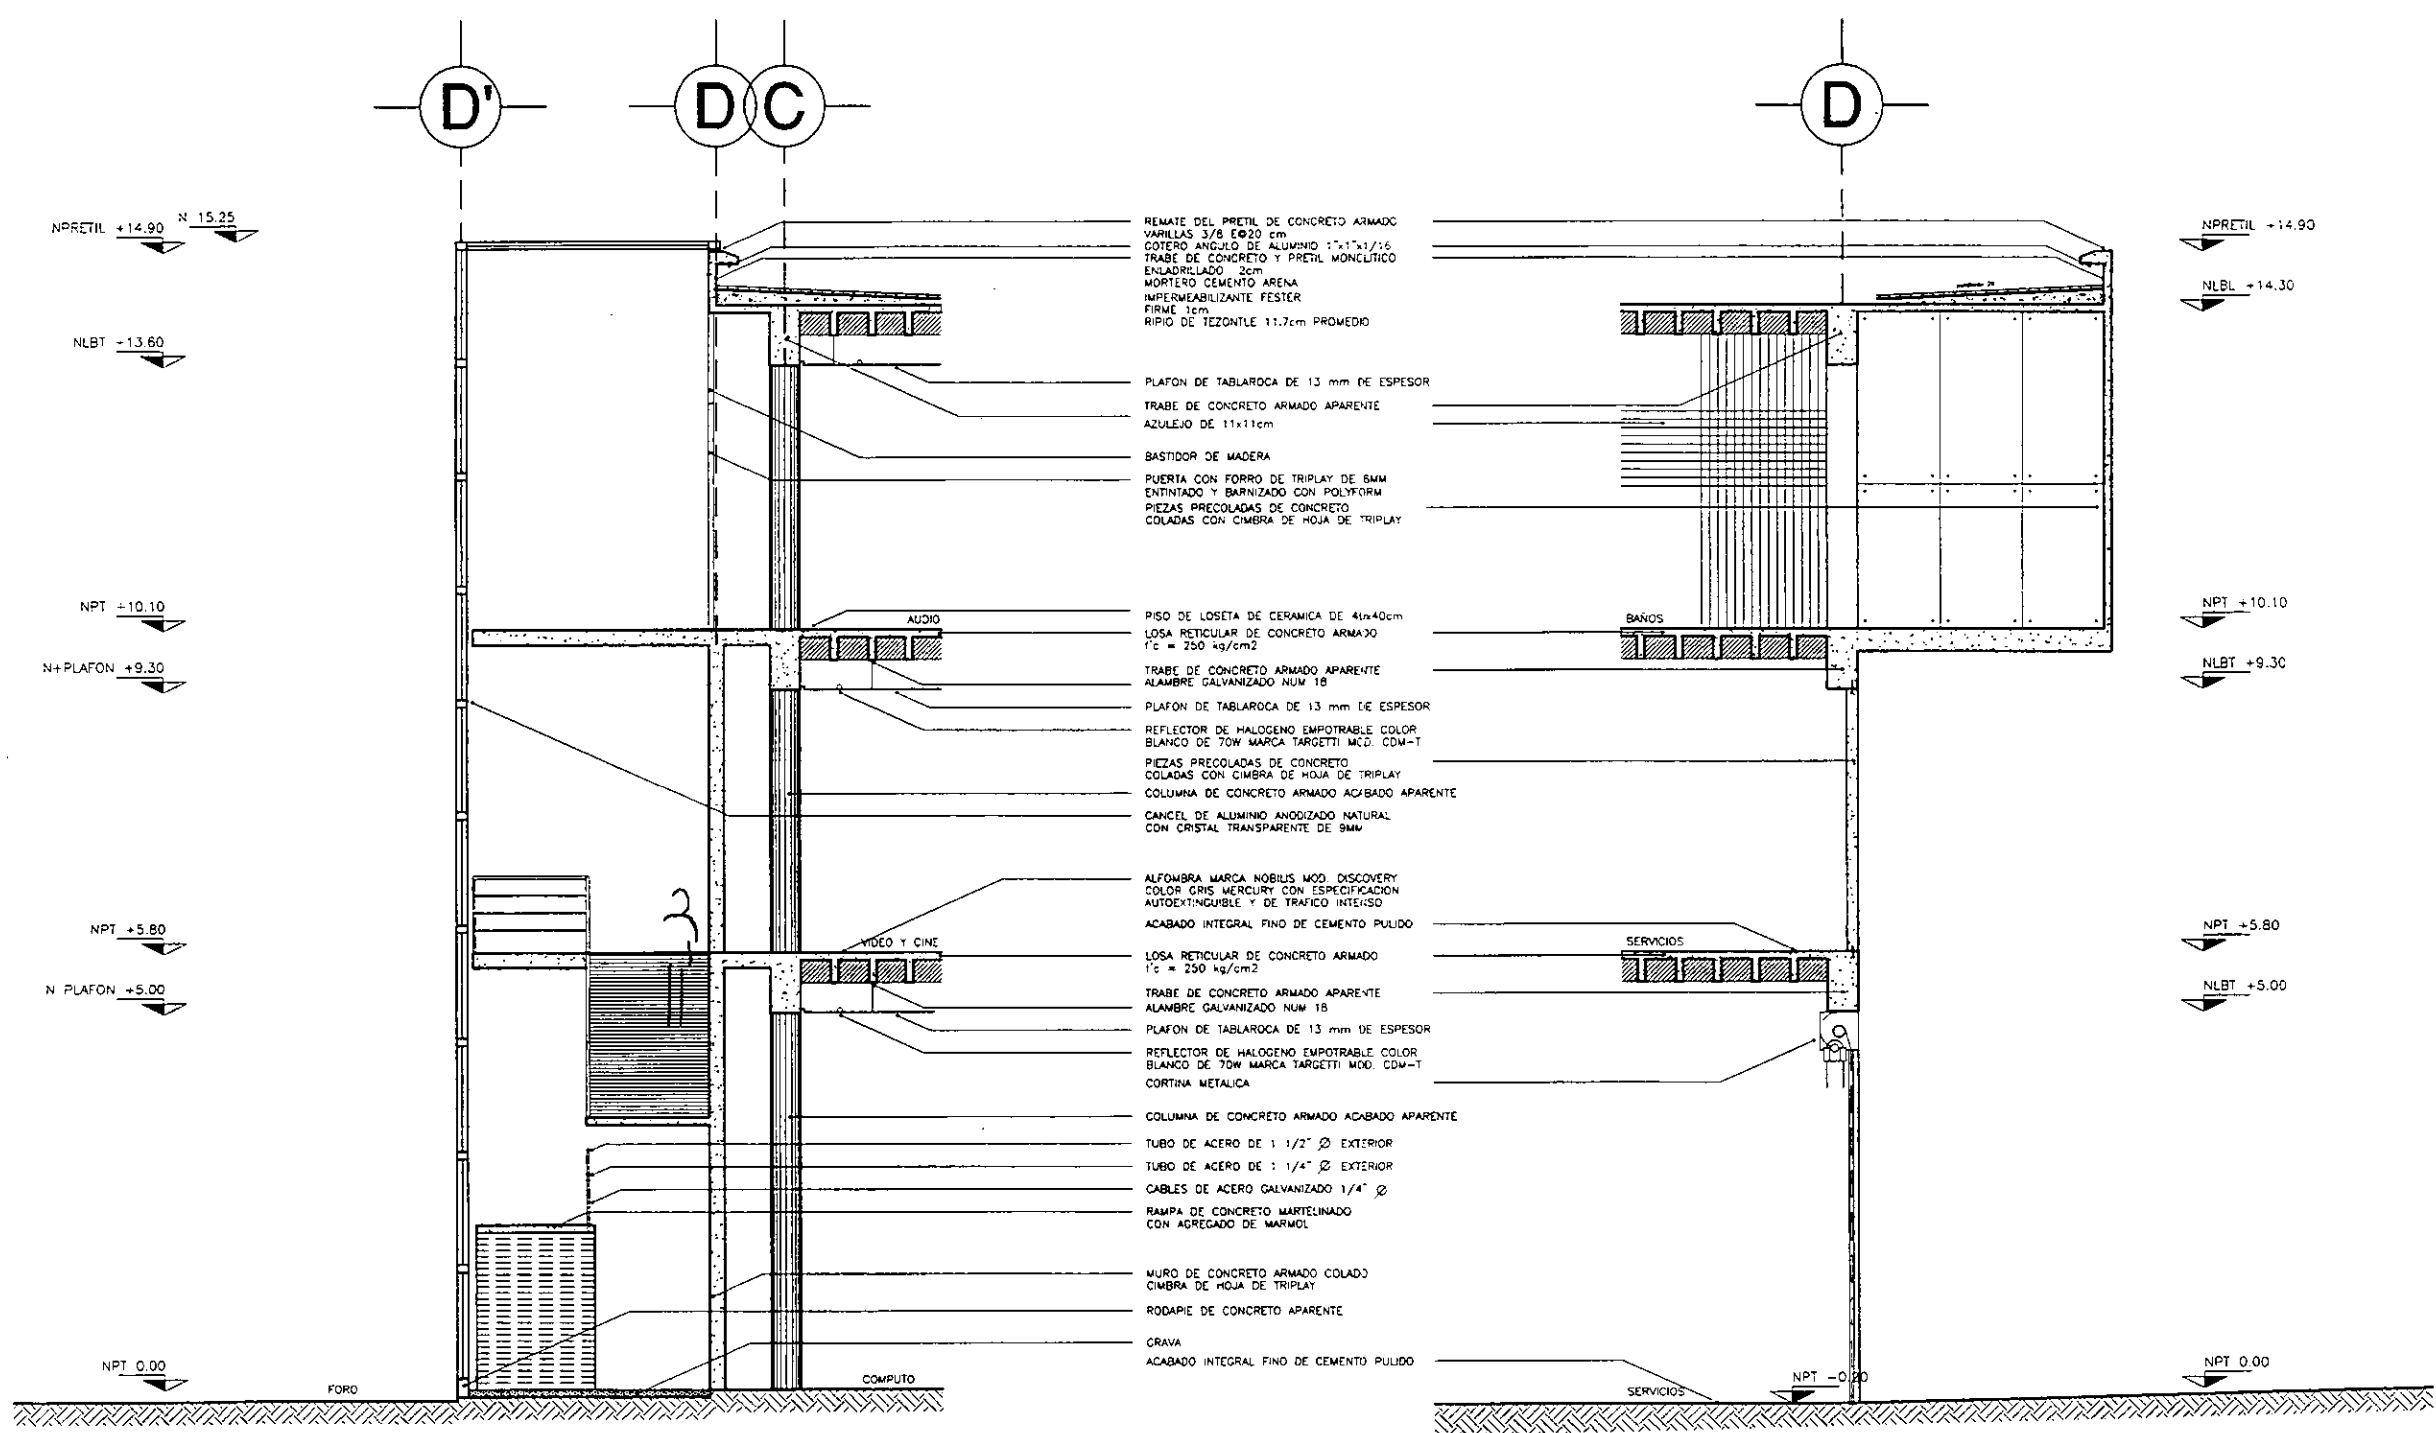 D'
D
C
D
N 15.25
NPRETIL +14.90
NLBT +13.60
NPT +10.10
N+PLAFON +9.30
NPT +5.80
N PLAFON +5.00
NPT 0.00
FORO
AUDIO
VIDEO Y CINE
COMPUTO
REMATE DEL PRETIL DE CONCRETO ARMADO
VARILLAS 3/8 E@20 cm
GOTERO ANGULO DE ALUMINIO 1"x1"x1/16
TRABE DE CONCRETO Y PRETIL MONOLITICO
ENLADRILLADO 2cm
MORTERO CEMENTO ARENA
IMPERMEABILIZANTE FESTER
FIRME 1cm
RIPIO DE TEZONTLE 11.7cm PROMEDIO
PLAFON DE TABLAROCA DE 13 mm DE ESPESOR
TRABE DE CONCRETO ARMADO APARENTE
AZULEJO DE 11x11cm
BASTIDOR DE MADERA
PUERTA CON FORRO DE TRIPLAY DE 6MM
ENTINTADO Y BARNIZADO CON POLYFORM
PIEZAS PRECOLADAS DE CONCRETO
COLADAS CON CIMBRA DE HOJA DE TRIPLAY
PISO DE LOSETA DE CERAMICA DE 40x40cm
LOSA RETICULAR DE CONCRETO ARMADO
f'c = 250 kg/cm2
TRABE DE CONCRETO ARMADO APARENTE
ALAMBRE GALVANIZADO NUM 18
PLAFON DE TABLAROCA DE 13 mm DE ESPESOR
REFLECTOR DE HALOGENO EMPOTRABLE COLOR
BLANCO DE 70W MARCA TARGETTI MOD. CDM-T
PIEZAS PRECOLADAS DE CONCRETO
COLADAS CON CIMBRA DE HOJA DE TRIPLAY
COLUMNA DE CONCRETO ARMADO ACABADO APARENTE
CANCEL DE ALUMINIO ANODIZADO NATURAL
CON CRISTAL TRANSPARENTE DE 9MM
ALFOMBRA MARCA NOBILIS MOD. DISCOVERY
COLOR GRIS MERCURY CON ESPECIFICACION
AUTOEXTINGUIBLE Y DE TRAFICO INTENSO
ACABADO INTEGRAL FINO DE CEMENTO PULIDO
LOSA RETICULAR DE CONCRETO ARMADO
f'c = 250 kg/cm2
TRABE DE CONCRETO ARMADO APARENTE
ALAMBRE GALVANIZADO NUM 18
PLAFON DE TABLAROCA DE 13 mm DE ESPESOR
REFLECTOR DE HALOGENO EMPOTRABLE COLOR
BLANCO DE 70W MARCA TARGETTI MOD. CDM-T
CORTINA METALICA
COLUMNA DE CONCRETO ARMADO ACABADO APARENTE
TUBO DE ACERO DE 1 1/2" Ø EXTERIOR
TUBO DE ACERO DE 1 1/4" Ø EXTERIOR
CABLES DE ACERO GALVANIZADO 1/4" Ø
RAMPA DE CONCRETO MARTELINADO
CON AGREGADO DE MARMOL
MURO DE CONCRETO ARMADO COLADO
CIMBRA DE HOJA DE TRIPLAY
RODAPIE DE CONCRETO APARENTE
GRAVA
ACABADO INTEGRAL FINO DE CEMENTO PULIDO
BAÑOS
SERVICIOS
SERVICIOS
NPT -0.20
NPRETIL +14.90
NLBL +14.30
NPT +10.10
NLBT +9.30
NPT +5.80
NLBT +5.00
NPT 0.00